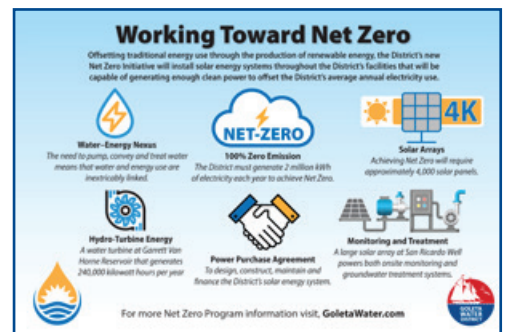 Working Toward Net Zero
Offsetting traditional energy use through the production of renewable energy, the District's new
Net Zero Initiative will install solar energy systems throughout the District's facilities that will be
capable of generating enough clean power to offset the District's average annual electricity use.
NET-ZERO
4K
Water–Energy Nexus
The need to pump, convey and treat water
means that water and energy use are
inextricably linked.
100% Zero Emission
The District must generate 2 million kWh
of electricity each year to achieve Net Zero.
Solar Arrays
Achieving Net Zero will require
approximately 4,000 solar panels.
Hydro-Turbine Energy
A water turbine at Garrett Van
Horne Reservoir that generates
240,000 kilowatt hours per year
Power Purchase Agreement
To design, construct, maintain and
finance the District's solar energy system.
Monitoring and Treatment
A large solar array at San Ricardo Well
powers both onsite monitoring and
groundwater treatment systems.
For more Net Zero Program information visit, GoletaWater.com
GOLETA
WATER
DISTRICT